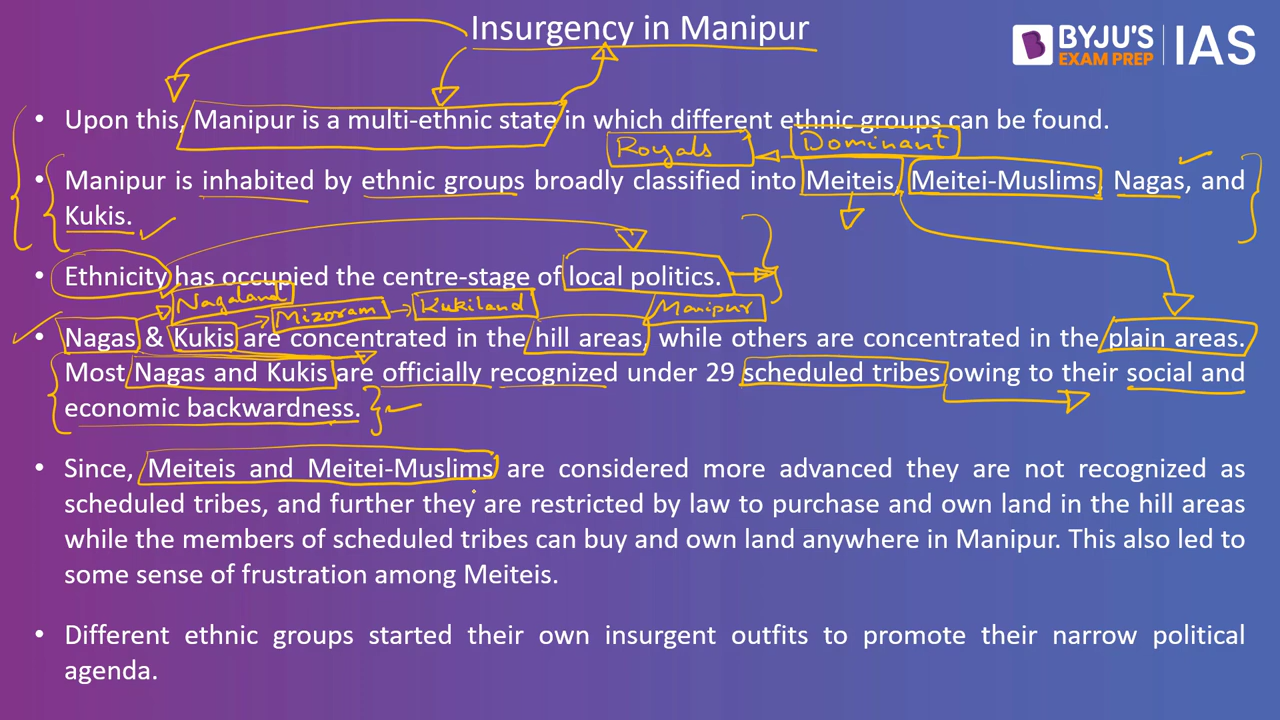 Insurgency in Manipur
BYJU'S
EXAM PREP
IAS
• Upon this, Manipur is a multi-ethnic state in which different ethnic groups can be found.
Royals
Dominant
• Manipur is inhabited by ethnic groups broadly classified into Meiteis, Meitei-Muslims, Nagas, and
Kukis.
• Ethnicity has occupied the centre-stage of local politics.
Nagaland
Mizoram
Kukiland
Manipur
• Nagas & Kukis are concentrated in the hill areas, while others are concentrated in the plain areas.
Most Nagas and Kukis are officially recognized under 29 scheduled tribes owing to their social and
economic backwardness.
• Since, Meiteis and Meitei-Muslims are considered more advanced they are not recognized as
scheduled tribes, and further they are restricted by law to purchase and own land in the hill areas
while the members of scheduled tribes can buy and own land anywhere in Manipur. This also led to
some sense of frustration among Meiteis.
• Different ethnic groups started their own insurgent outfits to promote their narrow political
agenda.